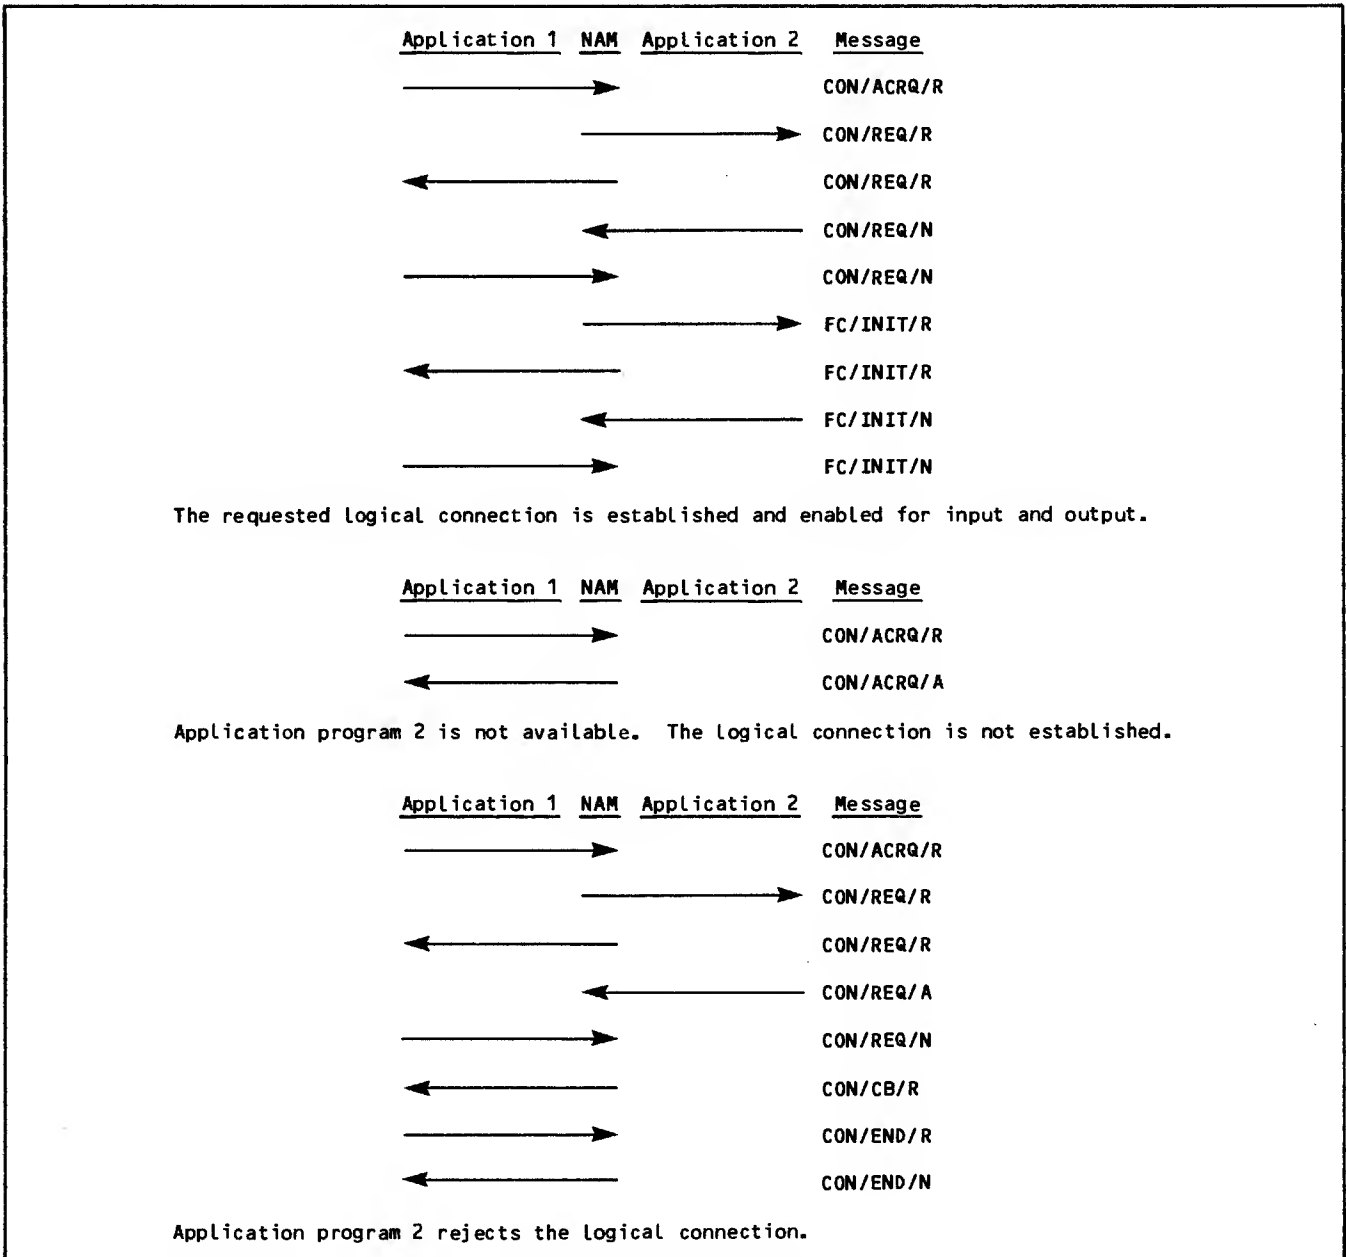 Application 1 NAM Application 2 Message
CON/ACRQ/R
CON/REQ/R
CON/REQ/R
CON/REQ/N
CON/REQ/N
FC/INIT/R
FC/INIT/R
FC/INIT/N
FC/INIT/N
The requested logical connection is established and enabled for input and output.
Application 1 NAM Application 2 Message
CON/ACRQ/R
CON/ACRQ/A
Application program 2 is not available. The logical connection is not established.
Application 1 NAM Application 2 Message
CON/ACRQ/R
CON/REQ/R
CON/REQ/R
CON/REQ/A
CON/REQ/N
CON/CB/R
CON/END/R
CON/END/N
Application program 2 rejects the logical connection.